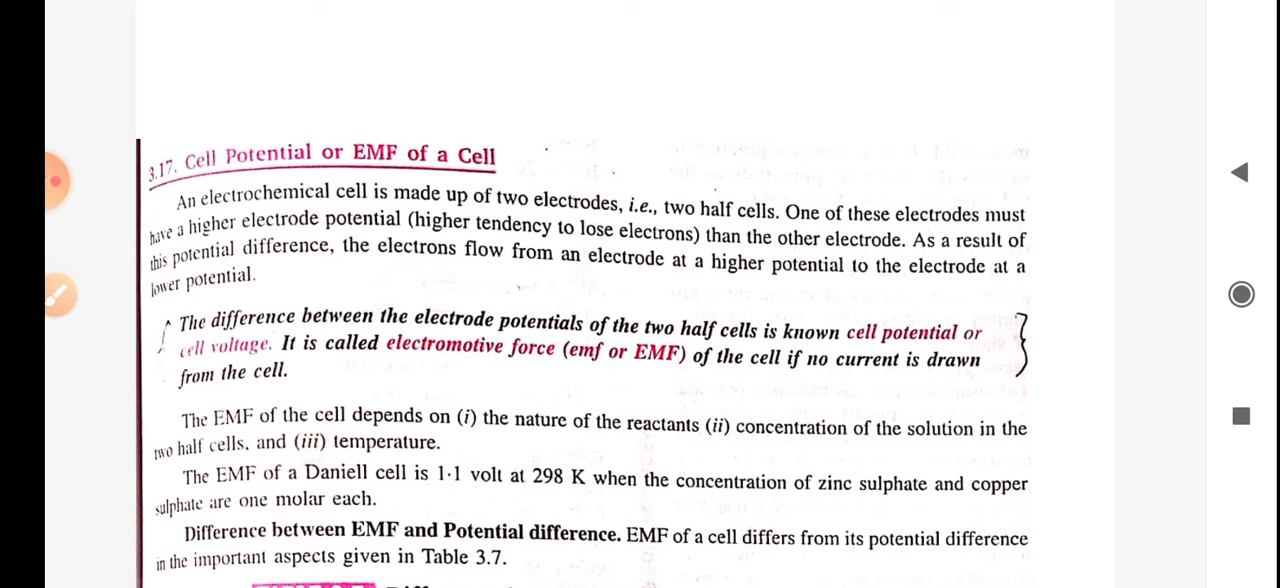 3.17. Cell Potential or EMF of a Cell
An electrochemical cell is made up of two electrodes, i.e., two half cells. One of these electrodes must
have a higher electrode potential (higher tendency to lose electrons) than the other electrode. As a result of
this potential difference, the electrons flow from an electrode at a higher potential to the electrode at a
lower potential.
The difference between the electrode potentials of the two half cells is known cell potential or
cell voltage. It is called electromotive force (emf or EMF) of the cell if no current is drawn
from the cell.
The EMF of the cell depends on (i) the nature of the reactants (ii) concentration of the solution in the
two half cells, and (iii) temperature.
The EMF of a Daniell cell is 1·1 volt at 298 K when the concentration of zinc sulphate and copper
sulphate are one molar each.
Difference between EMF and Potential difference. EMF of a cell differs from its potential difference
in the important aspects given in Table 3.7.